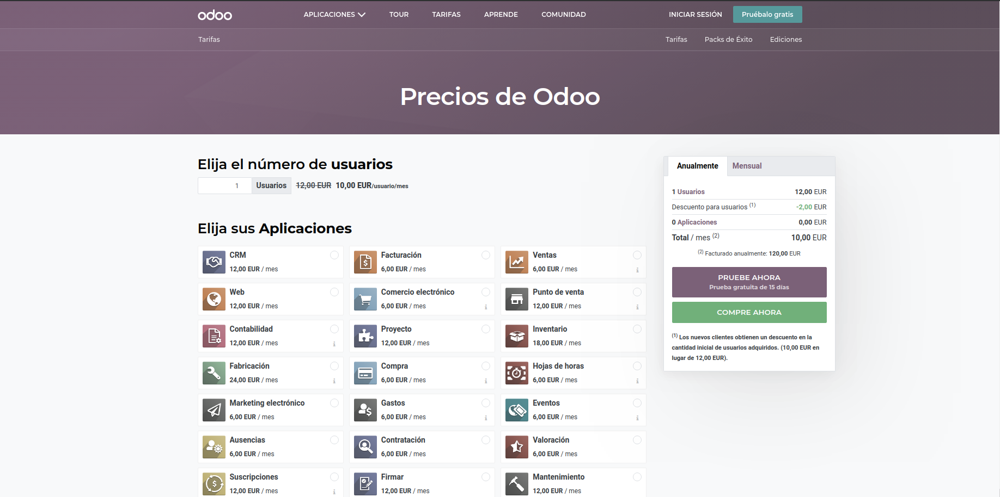 odoo
APLICACIONES
TOUR
TARIFAS
APRENDE
COMUNIDAD
INICIAR SESIÓN
Pruébalo gratis
Tarifas
Tarifas
Packs de Éxito
Ediciones
Precios de Odoo
Elija el número de usuarios
1 Usuarios 12,00 EUR 10,00 EUR/usuario/mes
Elija sus Aplicaciones
CRM
12,00 EUR / mes
Facturación
6,00 EUR / mes
Ventas
6,00 EUR / mes
Web
12,00 EUR / mes
Comercio electrónico
6,00 EUR / mes
Punto de venta
12,00 EUR / mes
Contabilidad
12,00 EUR / mes
Proyecto
12,00 EUR / mes
Inventario
18,00 EUR / mes
Fabricación
24,00 EUR / mes
Compra
6,00 EUR / mes
Hojas de horas
6,00 EUR / mes
Marketing electrónico
6,00 EUR / mes
Gastos
6,00 EUR / mes
Eventos
6,00 EUR / mes
Ausencias
6,00 EUR / mes
Contratación
6,00 EUR / mes
Valoración
6,00 EUR / mes
Suscripciones
12,00 EUR / mes
Firmar
12,00 EUR / mes
Mantenimiento
12,00 EUR / mes
Anualmente
Mensual
1 Usuarios 12,00 EUR
Descuento para usuarios (1) -2,00 EUR
0 Aplicaciones 0,00 EUR
Total / mes (2) 10,00 EUR
(2) Facturado anualmente: 120,00 EUR
PRUEBE AHORA
Prueba gratuita de 15 días
COMPRE AHORA
(1) Los nuevos clientes obtienen un descuento en la
cantidad inicial de usuarios adquiridos. (10,00 EUR en
lugar de 12,00 EUR).